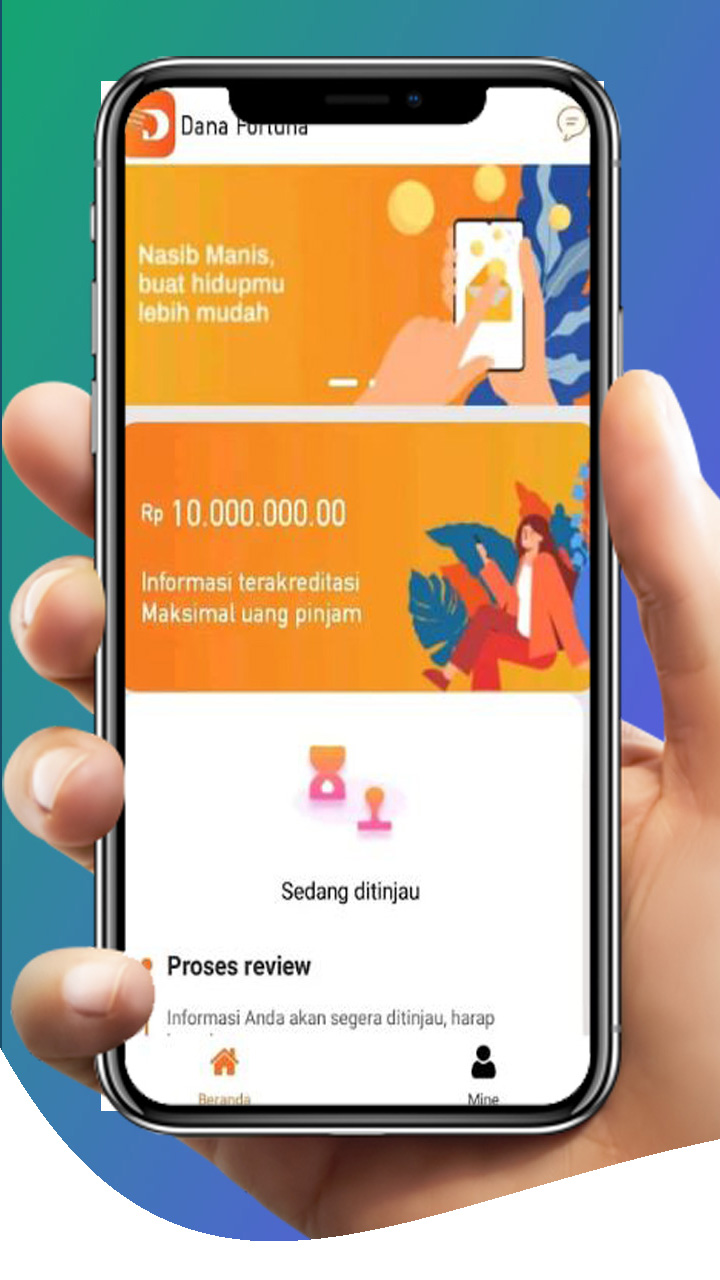 Dana Fortuna
Nasib Manis,
buat hidupmu
lebih mudah
Rp 10.000.000.00
Informasi terakreditasi
Maksimal uang pinjam
Sedang ditinjau
Proses review
Informasi Anda akan segera ditinjau, harap
Beranda
Mine